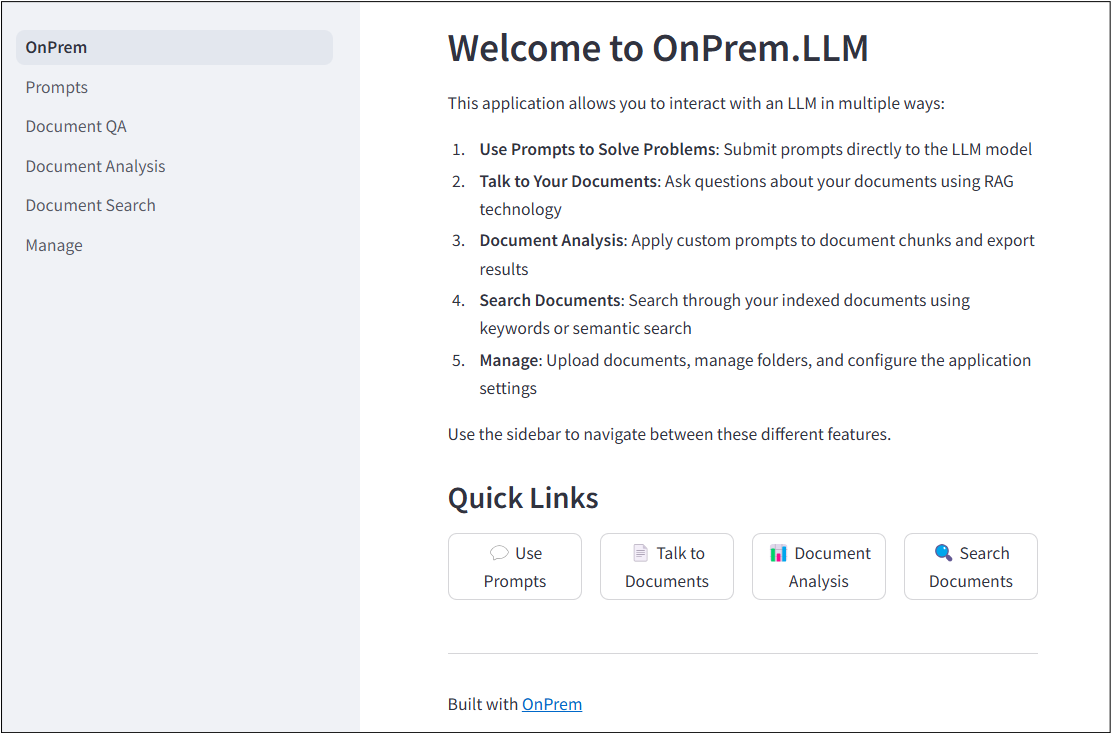 OnPrem
Prompts
Document QA
Document Analysis
Document Search
Manage
Welcome to OnPrem.LLM
This application allows you to interact with an LLM in multiple ways:
1. Use Prompts to Solve Problems: Submit prompts directly to the LLM model
2. Talk to Your Documents: Ask questions about your documents using RAG
technology
3. Document Analysis: Apply custom prompts to document chunks and export
results
4. Search Documents: Search through your indexed documents using
keywords or semantic search
5. Manage: Upload documents, manage folders, and configure the application
settings
Use the sidebar to navigate between these different features.
Quick Links
Use
Prompts
Talk to
Documents
Document
Analysis
Search
Documents
Built with OnPrem